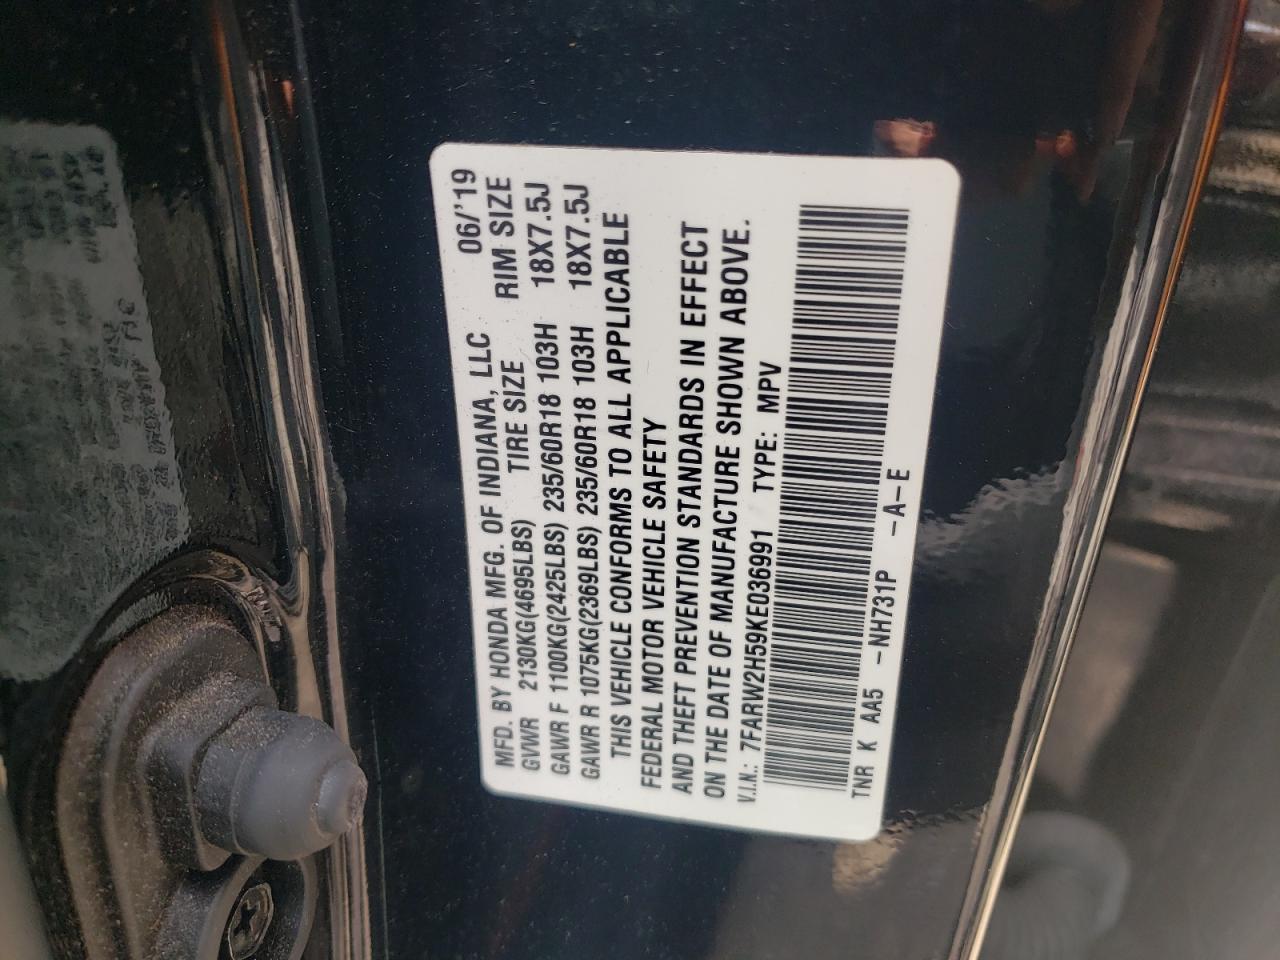 MFD. BY HONDA MFG. OF INDIANA, LLC 06/'19
GVWR 2130KG(4695LBS) TIRE SIZE RIM SIZE
GAWR F 1100KG(2425LBS) 235/60R18 103H 18X7.5J
GAWR R 1075KG(2369LBS) 235/60R18 103H 18X7.5J
THIS VEHICLE CONFORMS TO ALL APPLICABLE
FEDERAL MOTOR VEHICLE SAFETY
AND THEFT PREVENTION STANDARDS IN EFFECT
ON THE DATE OF MANUFACTURE SHOWN ABOVE.
V.I.N.: 7FARW2H59KE036991 TYPE: MPV
TNR K AA5 -NH731P -A-E